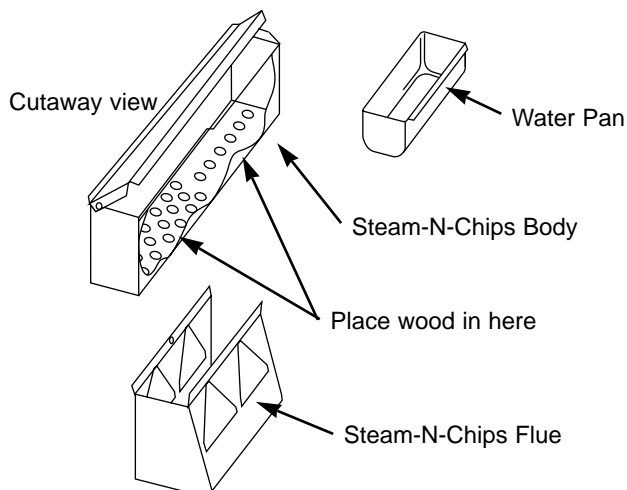 Cutaway view
Water Pan
Steam-N-Chips Body
Place wood in here
Steam-N-Chips Flue